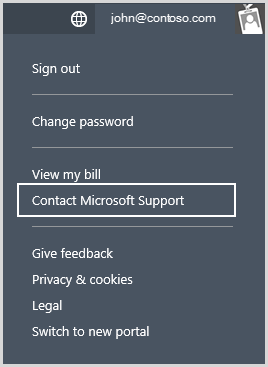 john@contoso.com
Sign out
Change password
View my bill
Contact Microsoft Support
Give feedback
Privacy & cookies
Legal
Switch to new portal